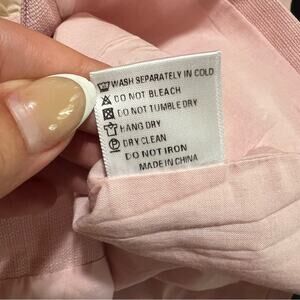 WASH SEPARATELY IN COLD
DO NOT BLEACH
DO NOT TUMBLE DRY
HANG DRY
DRY CLEAN
DO NOT IRON
MADE IN CHINA